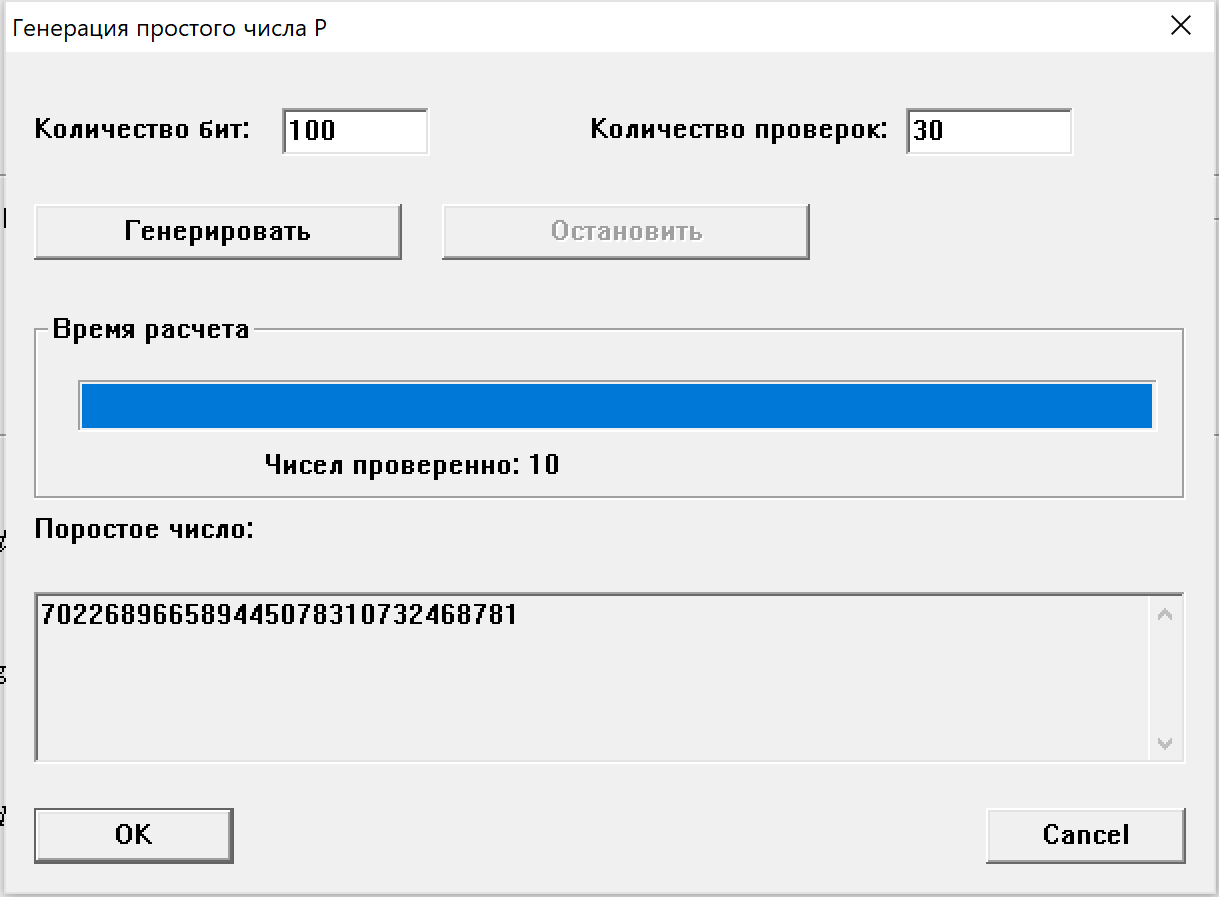 Генерация простого числа P
Количество бит: 100 Количество проверок: 30
Генерировать Остановить
Время расчета
Чисел проверенно: 10
Поростое число:
702268966589445078310732468781
OK Cancel